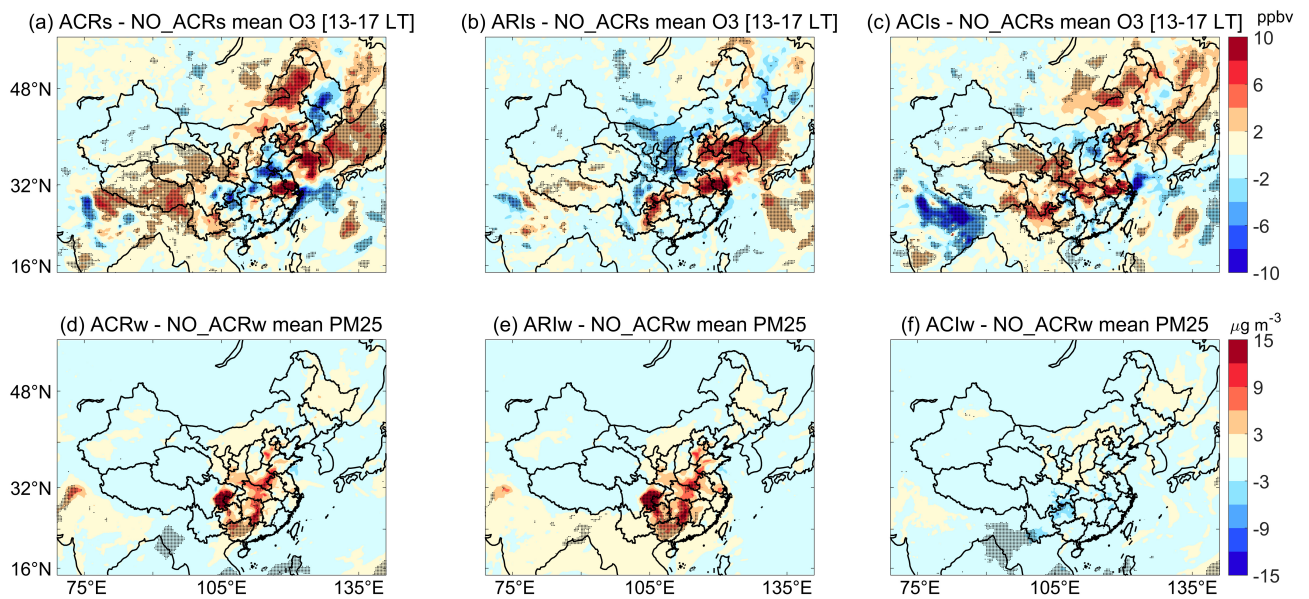 (a) ACRs - NO_ACRs mean O3 [13-17 LT]
(b) ARIs - NO_ACRs mean O3 [13-17 LT]
(c) ACIs - NO_ACRs mean O3 [13-17 LT]
ppbv
48°N
32°N
16°N
10
6
2
-2
-6
-10
(d) ACRw - NO_ACRw mean PM25
(e) ARIw - NO_ACRw mean PM25
(f) ACIw - NO_ACRw mean PM25
μg m⁻³
48°N
32°N
16°N
75°E
105°E
135°E
75°E
105°E
135°E
75°E
105°E
135°E
15
9
3
-3
-9
-15